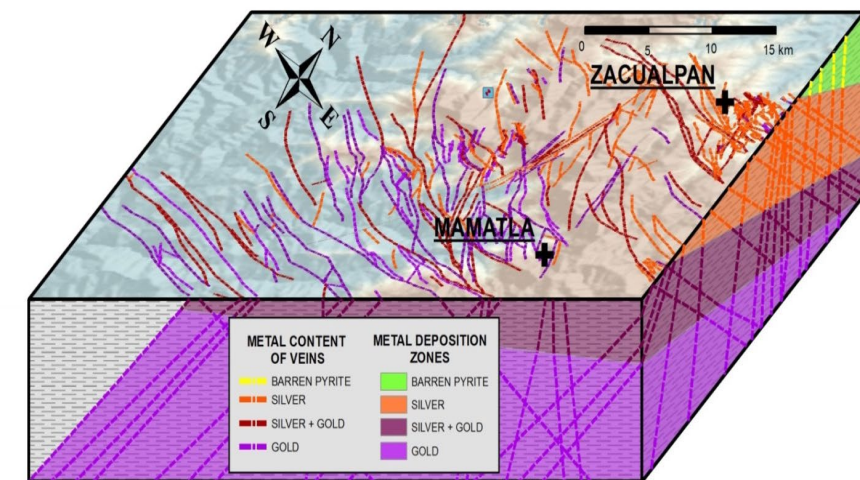 W
N
S
E
0
5
10
15 km
ZACUALPAN
MAMATLA
METAL CONTENT
OF VEINS
BARREN PYRITE
SILVER
SILVER + GOLD
GOLD
METAL DEPOSITION
ZONES
BARREN PYRITE
SILVER
SILVER + GOLD
GOLD